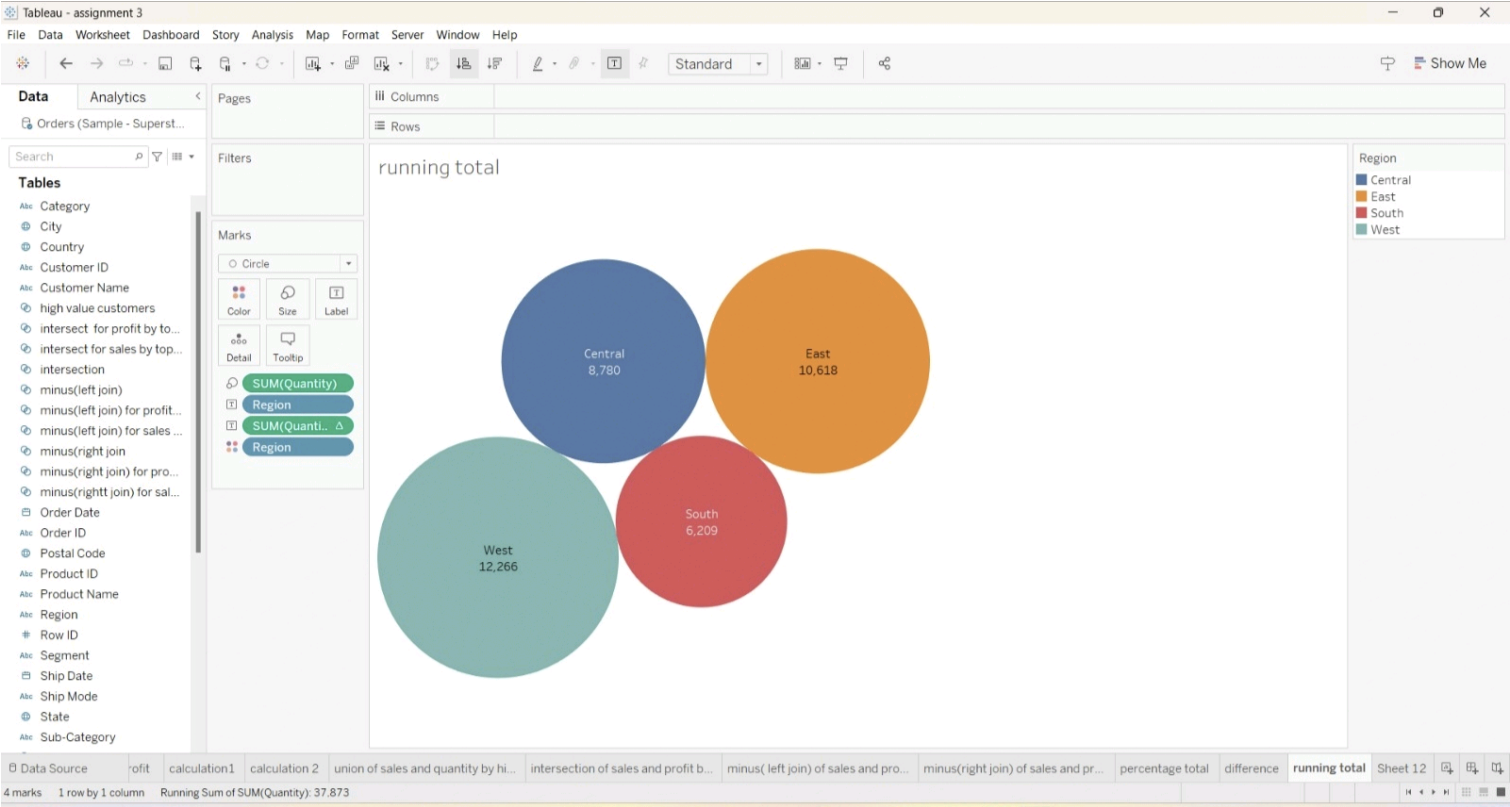 Tableau - assignment 3
File Data Worksheet Dashboard Story Analysis Map Format Server Window Help
Standard
Show Me
Data Analytics
Pages
Columns
Orders (Sample - Superst...
Rows
Search
Filters
running total
Region
Central
East
South
West
Tables
Category
City
Country
Customer ID
Customer Name
high value customers
intersect for profit by to...
intersect for sales by top...
intersection
minus(left join)
minus(left join) for profit...
minus(left join) for sales ...
minus(right join
minus(right join) for pro...
minus(rightt join) for sal...
Order Date
Order ID
Postal Code
Product ID
Product Name
Region
Row ID
Segment
Ship Date
Ship Mode
State
Sub-Category
Marks
Circle
Color Size Label
Detail Tooltip
SUM(Quantity)
Region
SUM(Quanti.. Δ
Region
Central
8,780
East
10,618
South
6,209
West
12,266
Data Source rofit calculation1 calculation 2 union of sales and quantity by hi... intersection of sales and profit b... minus( left join) of sales and pro... minus(right join) of sales and pr... percentage total difference running total Sheet 12
4 marks 1 row by 1 column Running Sum of SUM(Quantity): 37.873